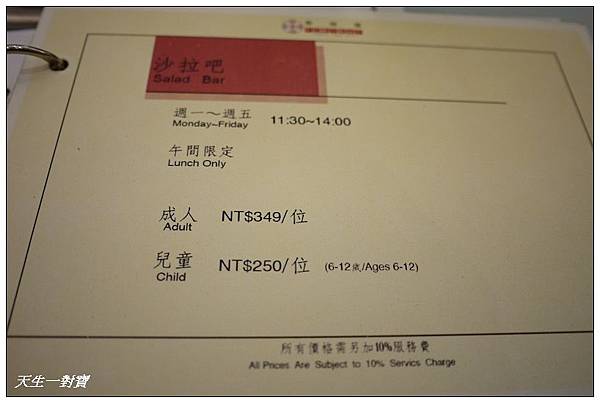 沙拉吧
Salad Bar
週一～週五 11:30~14:00
Monday~Friday
午間限定
Lunch Only
成人 NT$349/位
Adult
兒童 NT$250/位 (6-12歲/Ages 6-12)
Child
所有價格需另加10%服務費
All Prices Are Subject to 10% Servics Charge
天生一對寶